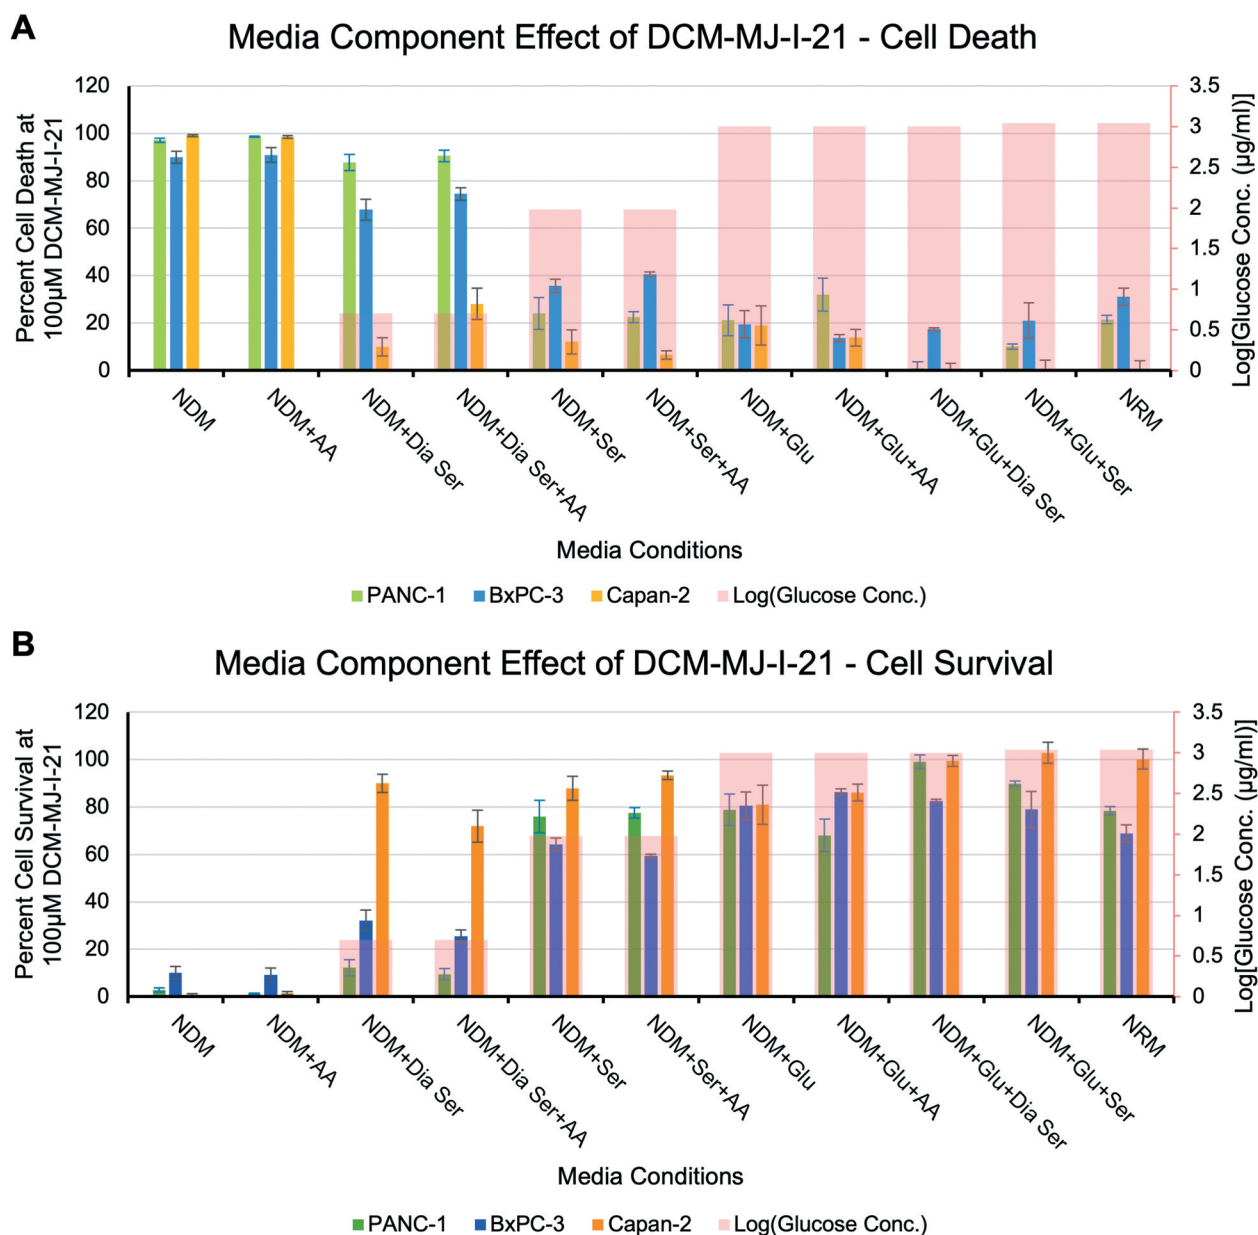 A
Media Component Effect of DCM-MJ-I-21 - Cell Death
Percent Cell Death at
100µM DCM-MJ-I-21
120
100
80
60
40
20
0
3.5
3
2.5
2
1.5
1
0.5
0
Log[Glucose Conc. (µg/ml)]
NDM
NDM+AA
NDM+Dia Ser
NDM+Dia Ser+AA
NDM+Ser
NDM+Ser+AA
NDM+Glu
NDM+Glu+AA
NDM+Glu+Dia Ser
NDM+Glu+Ser
NRM
Media Conditions
PANC-1 BxPC-3 Capan-2 Log(Glucose Conc.)
B
Media Component Effect of DCM-MJ-I-21 - Cell Survival
Percent Cell Survival at
100µM DCM-MJ-I-21
120
100
80
60
40
20
0
3.5
3
2.5
2
1.5
1
0.5
0
Log[Glucose Conc. (µg/ml)]
NDM
NDM+AA
NDM+Dia Ser
NDM+Dia Ser+AA
NDM+Ser
NDM+Ser+AA
NDM+Glu
NDM+Glu+AA
NDM+Glu+Dia Ser
NDM+Glu+Ser
NRM
Media Conditions
PANC-1 BxPC-3 Capan-2 Log(Glucose Conc.)